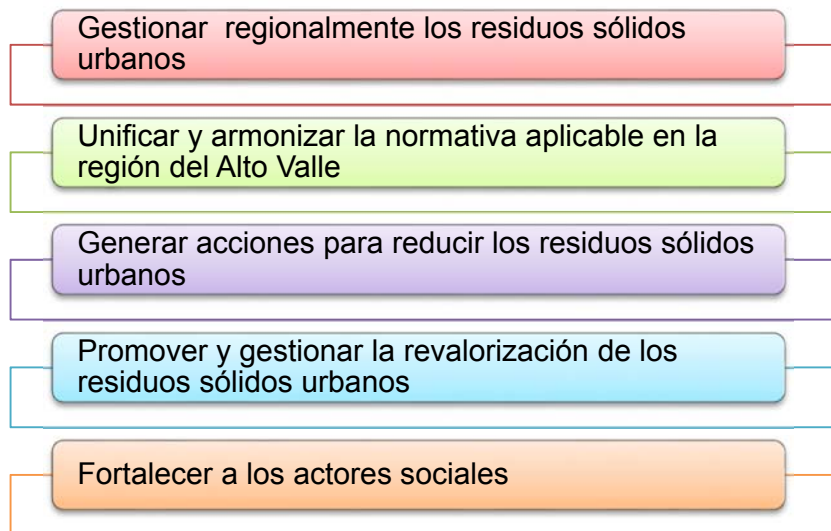 Gestionar  regionalmente los residuos sólidos
urbanos
Unificar y armonizar la normativa aplicable en la
región del Alto Valle
Generar acciones para reducir los residuos sólidos
urbanos
Promover y gestionar la revalorización de los
residuos sólidos urbanos
Fortalecer a los actores sociales